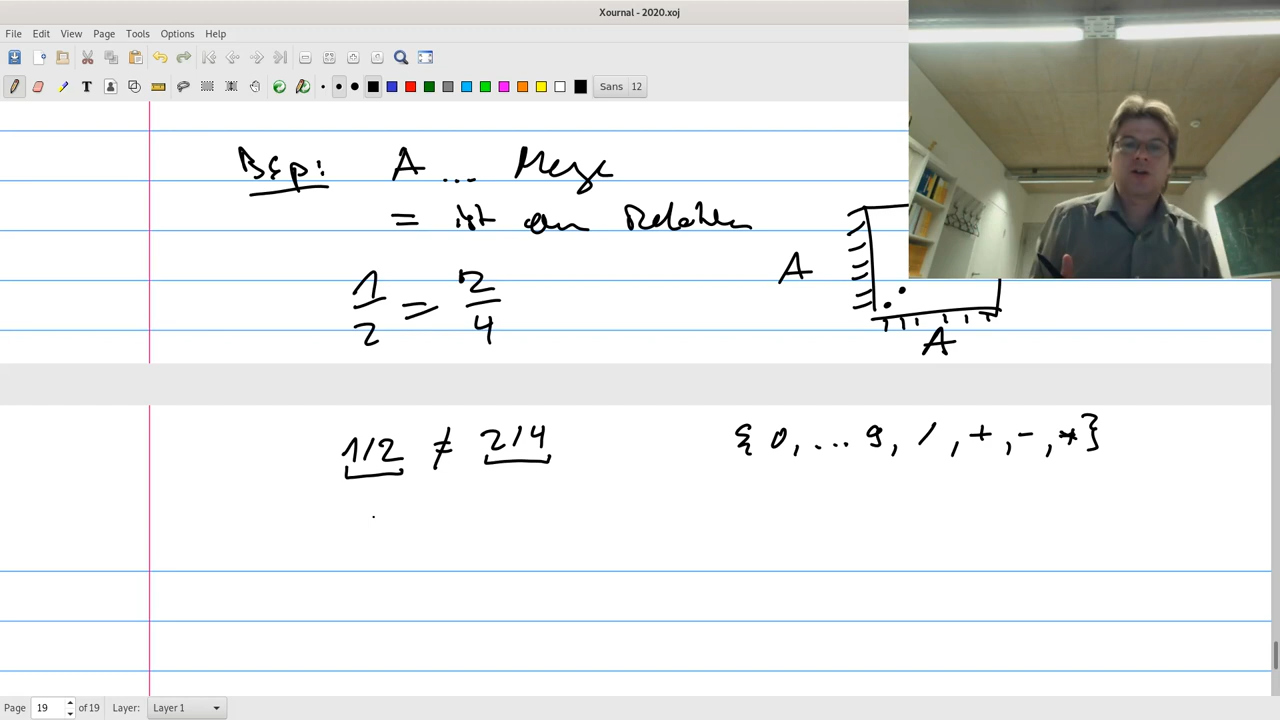 Xournal - 2020.xoj
File Edit View Page Tools Options Help
Sans 12
Bsp: A ... Menge
= ist eine Relation
1/2 = 2/4
A
A
1/2 ≠ 2/4
{ 0, ... 9, /, +, -, * }
Page 19 of 19 Layer: Layer 1